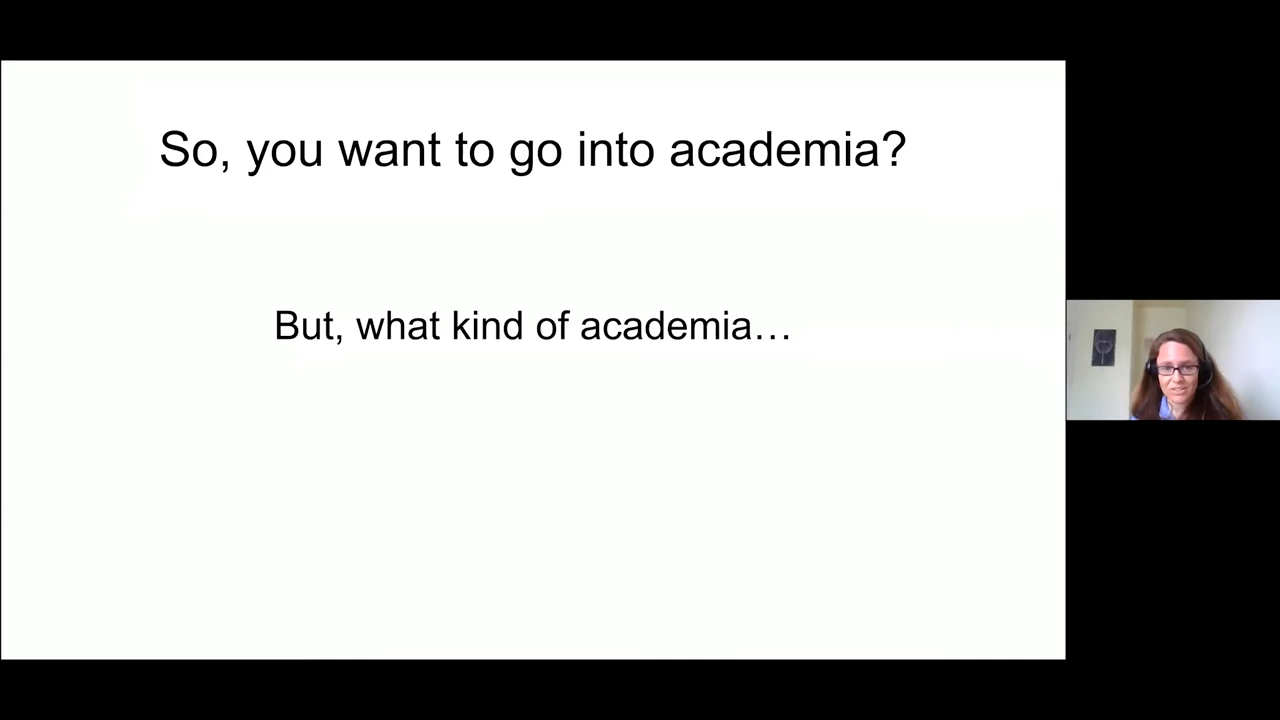 So, you want to go into academia?
But, what kind of academia…